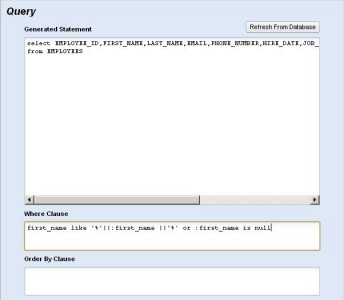 Query
Generated Statement
Refresh From Database
select EMPLOYEE_ID,FIRST_NAME,LAST_NAME,EMAIL,PHONE_NUMBER,HIRE_DATE,JOB_
from EMPLOYEES
Where Clause
first_name like '%'||:first_name ||'%' or :first_name is null
Order By Clause